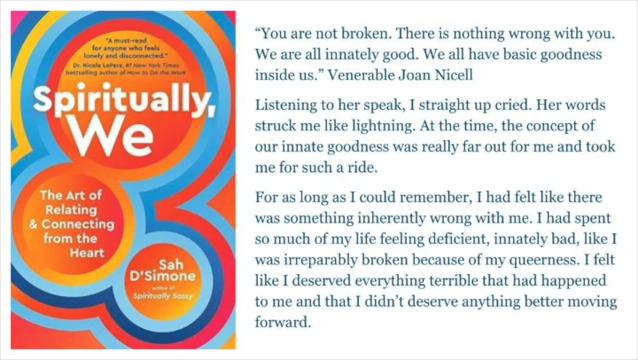 "A must-read
for anyone who feels
lonely and disconnected."
Dr. Nicole LePera, #1 New York Times
bestselling author of How to Do the Work
Spiritually,
We
The Art of
Relating
& Connecting
from the
Heart
Sah
D'Simone
author of
Spiritually Sassy
“You are not broken. There is nothing wrong with you.
We are all innately good. We all have basic goodness
inside us.” Venerable Joan Nicell
Listening to her speak, I straight up cried. Her words
struck me like lightning. At the time, the concept of
our innate goodness was really far out for me and took
me for such a ride.
For as long as I could remember, I had felt like there
was something inherently wrong with me. I had spent
so much of my life feeling deficient, innately bad, like I
was irreparably broken because of my queerness. I felt
like I deserved everything terrible that had happened
to me and that I didn’t deserve anything better moving
forward.